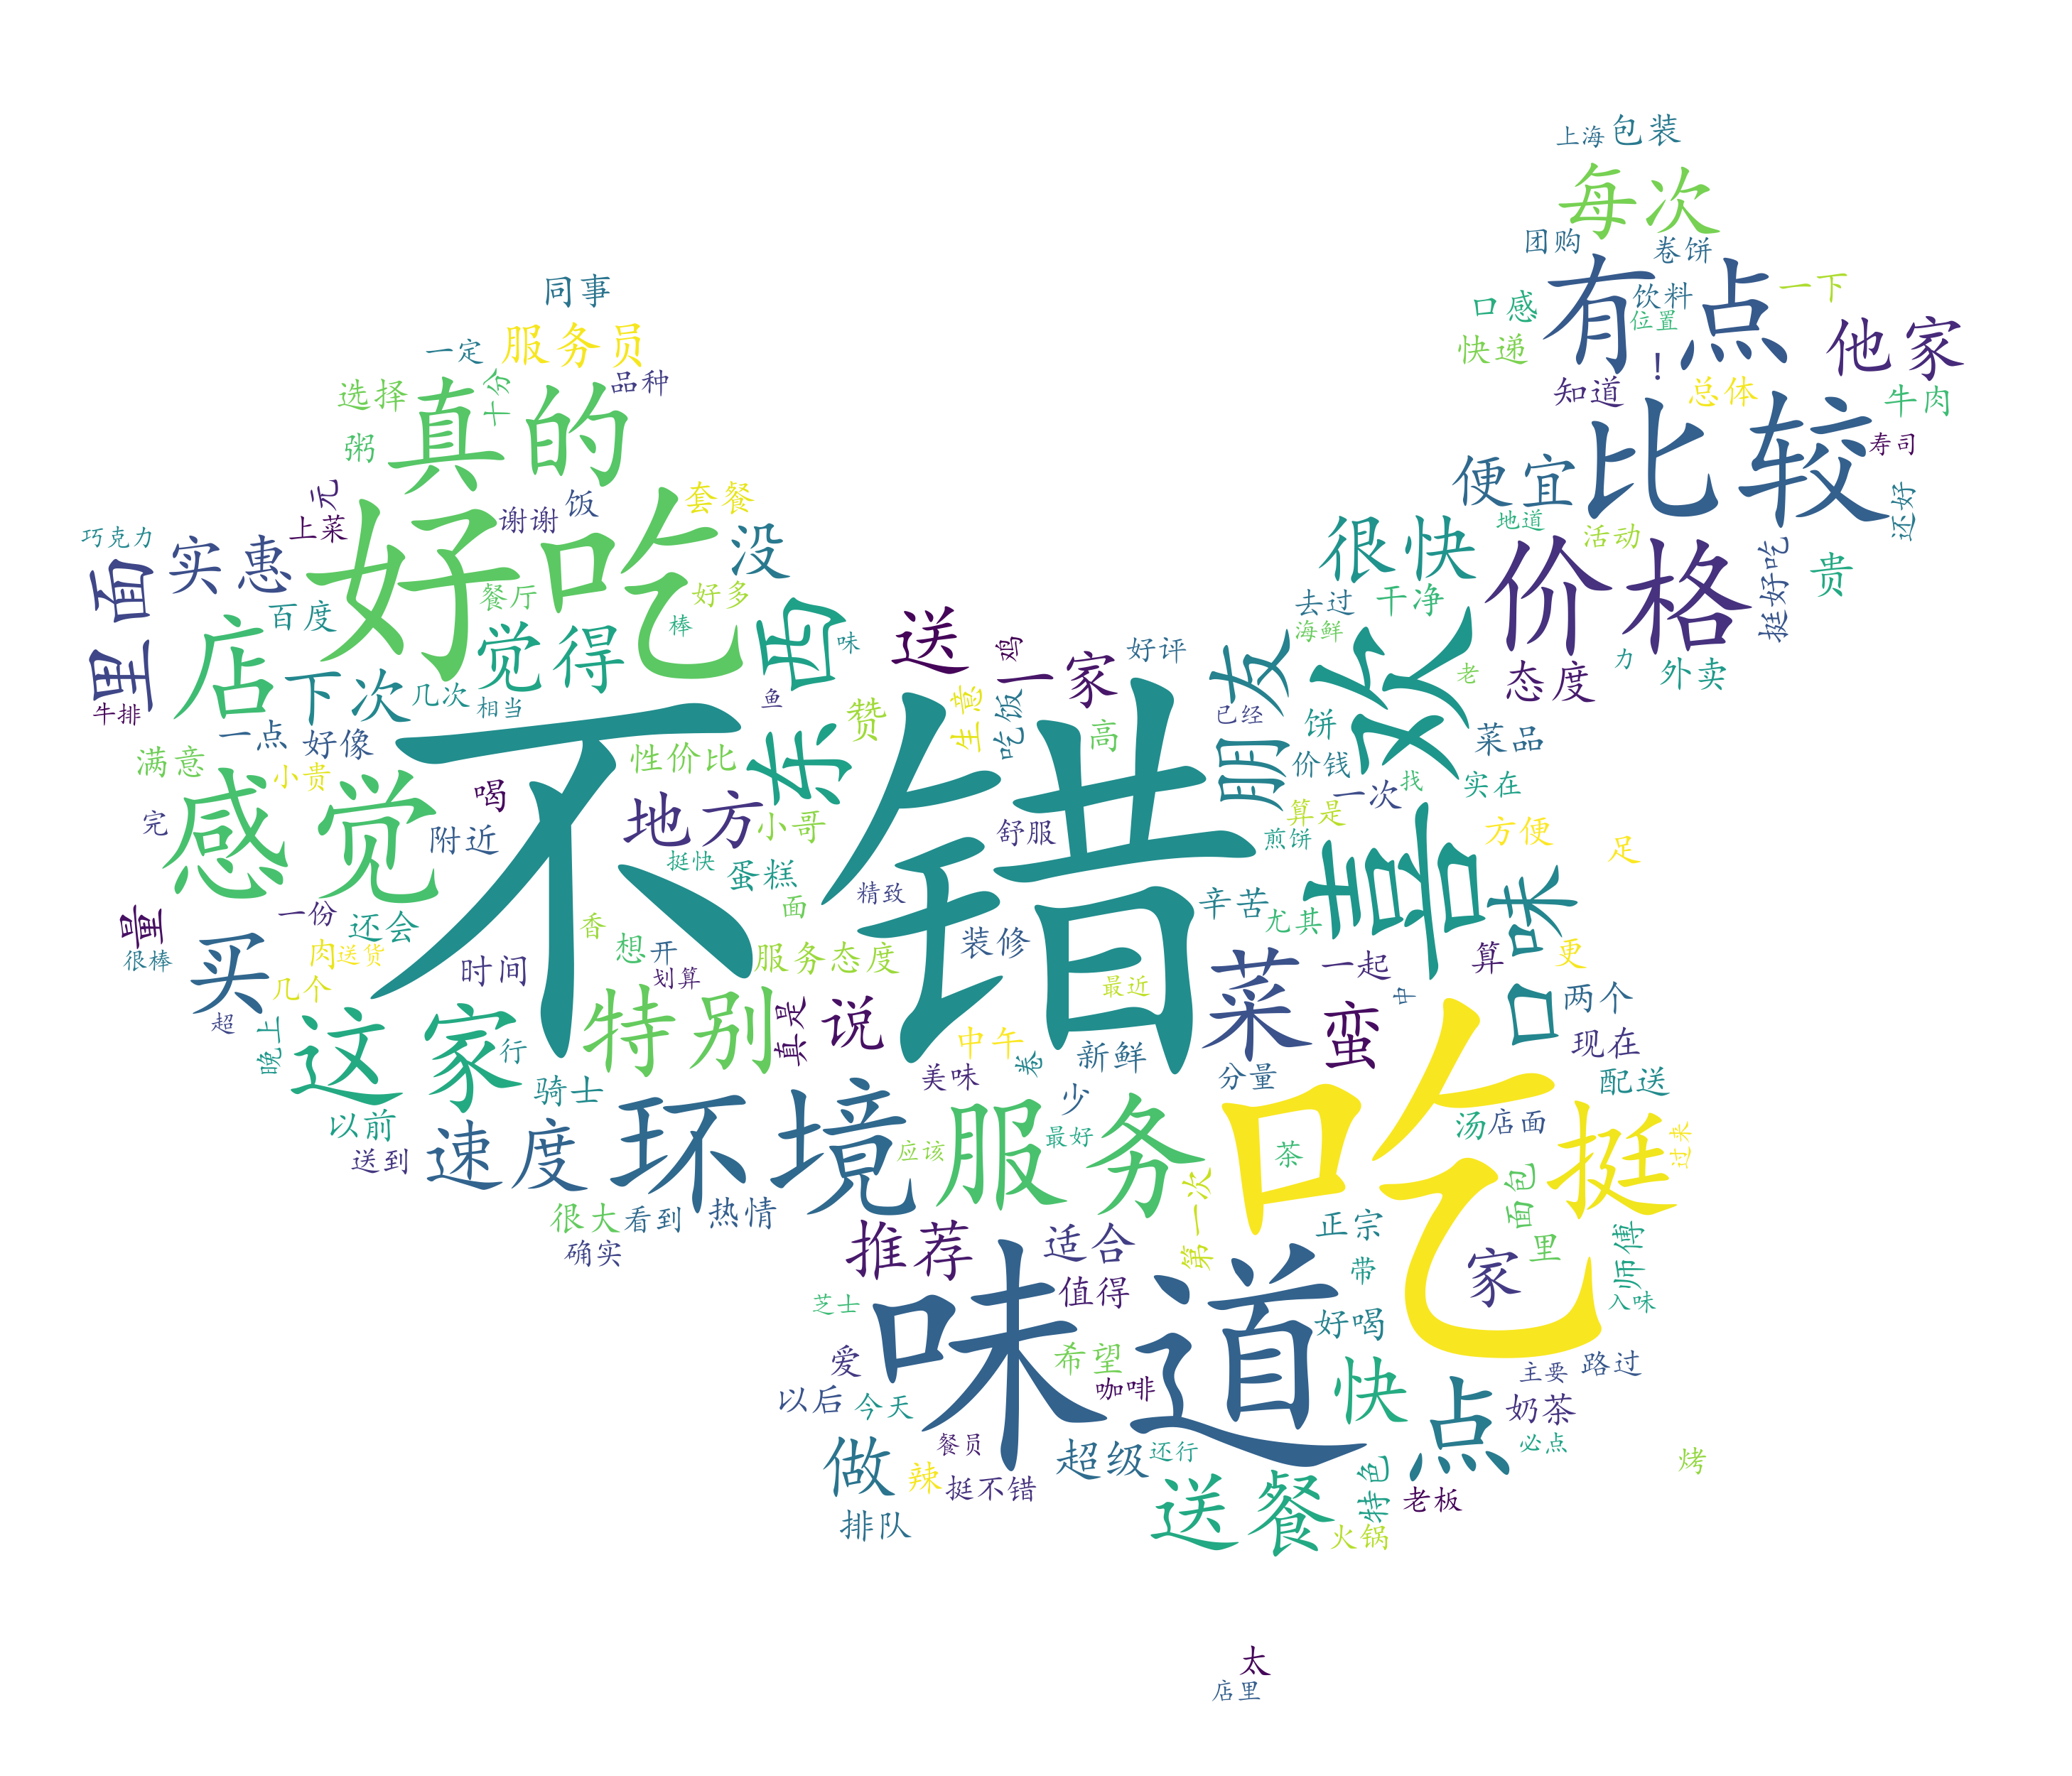 上海
包装
每次
团购
卷饼
有点
饮料
一下
同事
口感
位置
他家
服务员
快递
一定
!
品种
知道
总体
牛肉
选择
十分
真的
比较
寿司
粥
便宜
还好
元
谢谢
饭
套餐
上菜
没
很快
地道
活动
巧克力
实惠
好吃
价格
挺好吃
贵
里面
餐厅
好多
西
东
去过
干净
百度
店
觉得
棒
味
送
鸡
一家
好评
朋友
海鲜
喜欢
态度
力
外卖
老
下次
几次
相当
鱼
牛排
赞
生意
吃饭
高
已经
饼
菜品
一点
好像
不错
满意
小贵
性价比
价钱
找
实在
喝
地方
小哥
一次
算是
方便
完
感觉
附近
舒服
煎饼
足
挺快
蛋糕
精致
辛苦
尤其
口味
量
一份
还会
香
面
想
开
装修
服务态度
很棒
买
肉
送货
时间
划算
菜
一起
算
更
几个
最近
中
两个
超
这家
特别
真是
说
中午
卷
新鲜
蛮
现在
晚上
行
骑士
美味
少
分量
吃
配送
以前
环境
服务
最好
汤
店面
挺
过来
送到
速度
应该
茶
很大
看到
热情
第一次
正宗
面包
确实
推荐
适合
带
家
里
师傅
值得
入味
芝士
味道
好喝
爱
希望
主要
路过
以后
今天
咖啡
快
奶茶
做
餐员
超级
还行
点
必点
辣
挺不错
特色
老板
烤
排队
送餐
火锅
太
店里